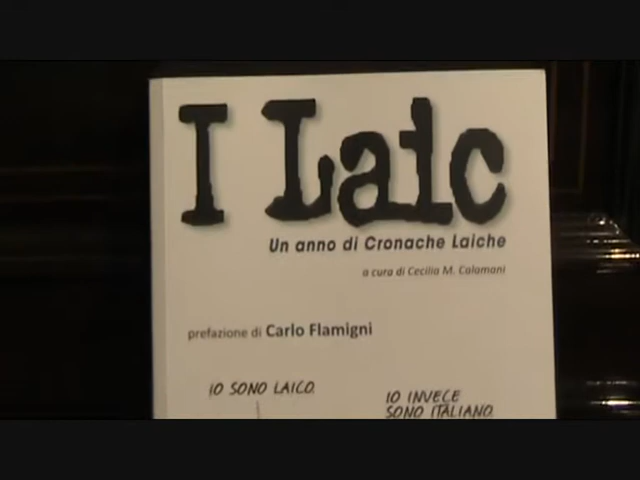 I Laic
Un anno di Cronache Laiche
a cura di Cecilia M. Calamani
prefazione di Carlo Flamigni
IO SONO LAICO.
IO INVECE
SONO ITALIANO.